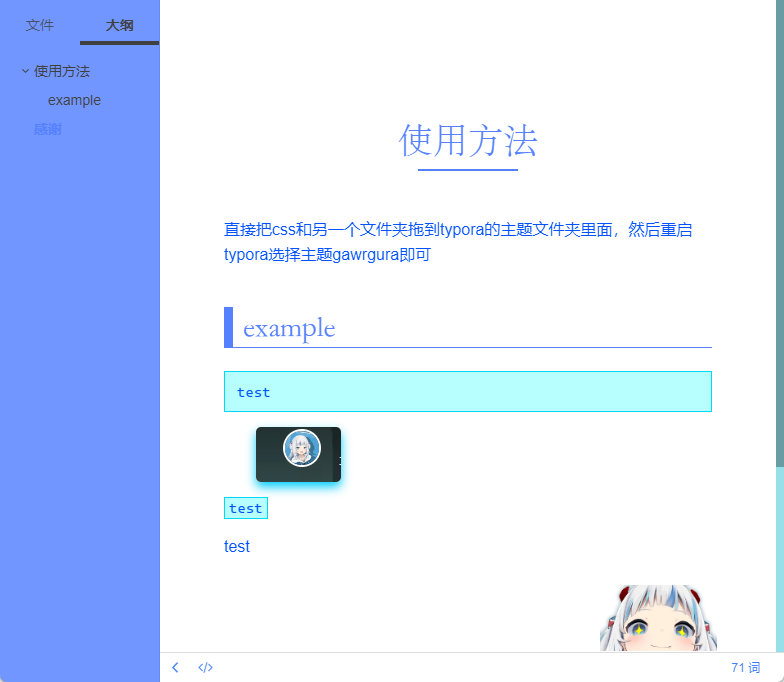 文件 大纲
使用方法
example
感谢
使用方法
直接把css和另一个文件夹拖到typora的主题文件夹里面，然后重启
typora选择主题gawrgura即可
example
test
test
test
</> 71 词